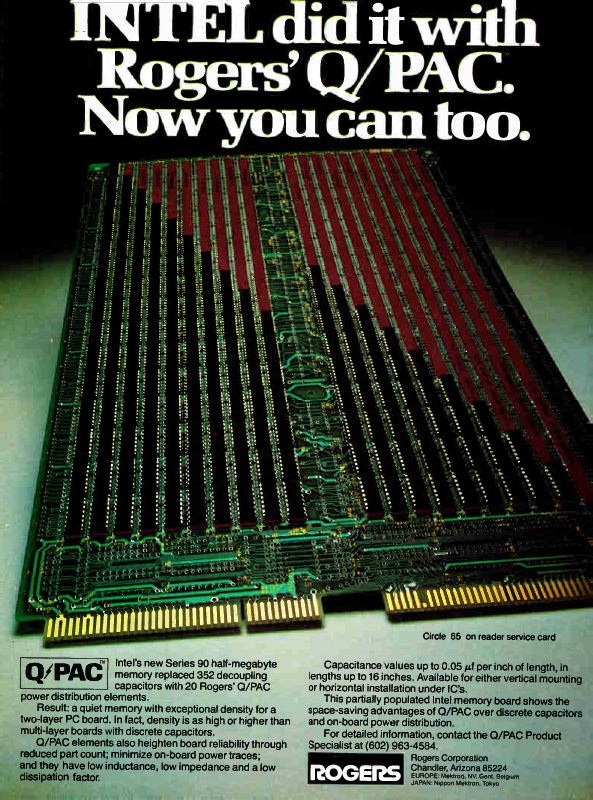 INTEL did it with
Rogers' Q/PAC.
Now you can too.
Circle 65 on reader service card
Q/PAC™
Intel's new Series 90 half-megabyte
memory replaced 352 decoupling
capacitors with 20 Rogers' Q/PAC
power distribution elements.
Result: a quiet memory with exceptional density for a
two-layer PC board. In fact, density is as high or higher than
multi-layer boards with discrete capacitors.
Q/PAC elements also heighten board reliability through
reduced part count; minimize on-board power traces;
and they have low inductance, low impedance and a low
dissipation factor.
Capacitance values up to 0.05 µf per inch of length, in
lengths up to 16 inches. Available for either vertical mounting
or horizontal installation under IC's.
This partially populated Intel memory board shows the
space-saving advantages of Q/PAC over discrete capacitors
and on-board power distribution.
For detailed information, contact the Q/PAC Product
Specialist at (602) 963-4584.
ROGERS
Rogers Corporation
Chandler, Arizona 85224
EUROPE: Mektron, NV, Gent, Belgium
JAPAN: Nippon Mektron, Tokyo